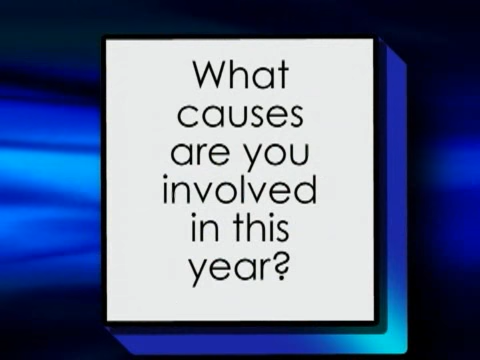 What
causes
are you
involved
in this
year?